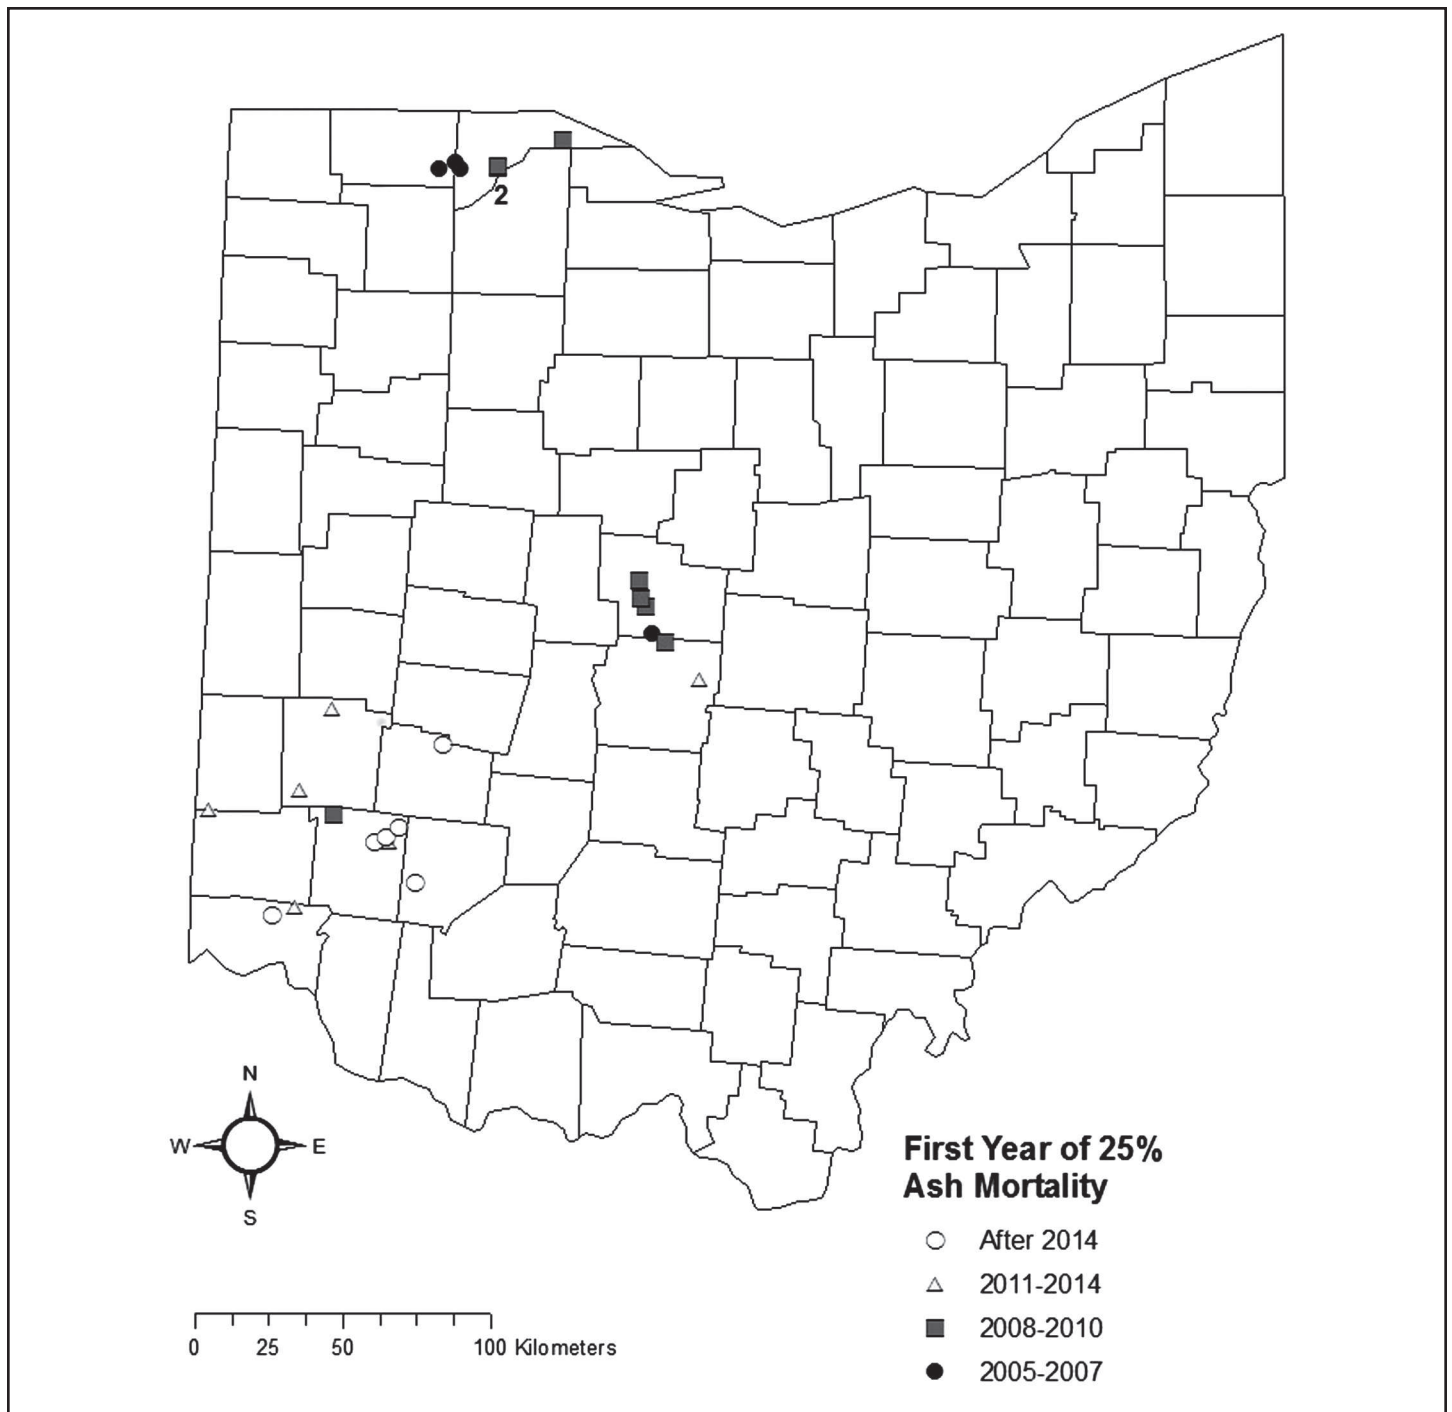 2
N
W E
S
First Year of 25%
Ash Mortality
After 2014
2011-2014
2008-2010
2005-2007
0 25 50 100 Kilometers